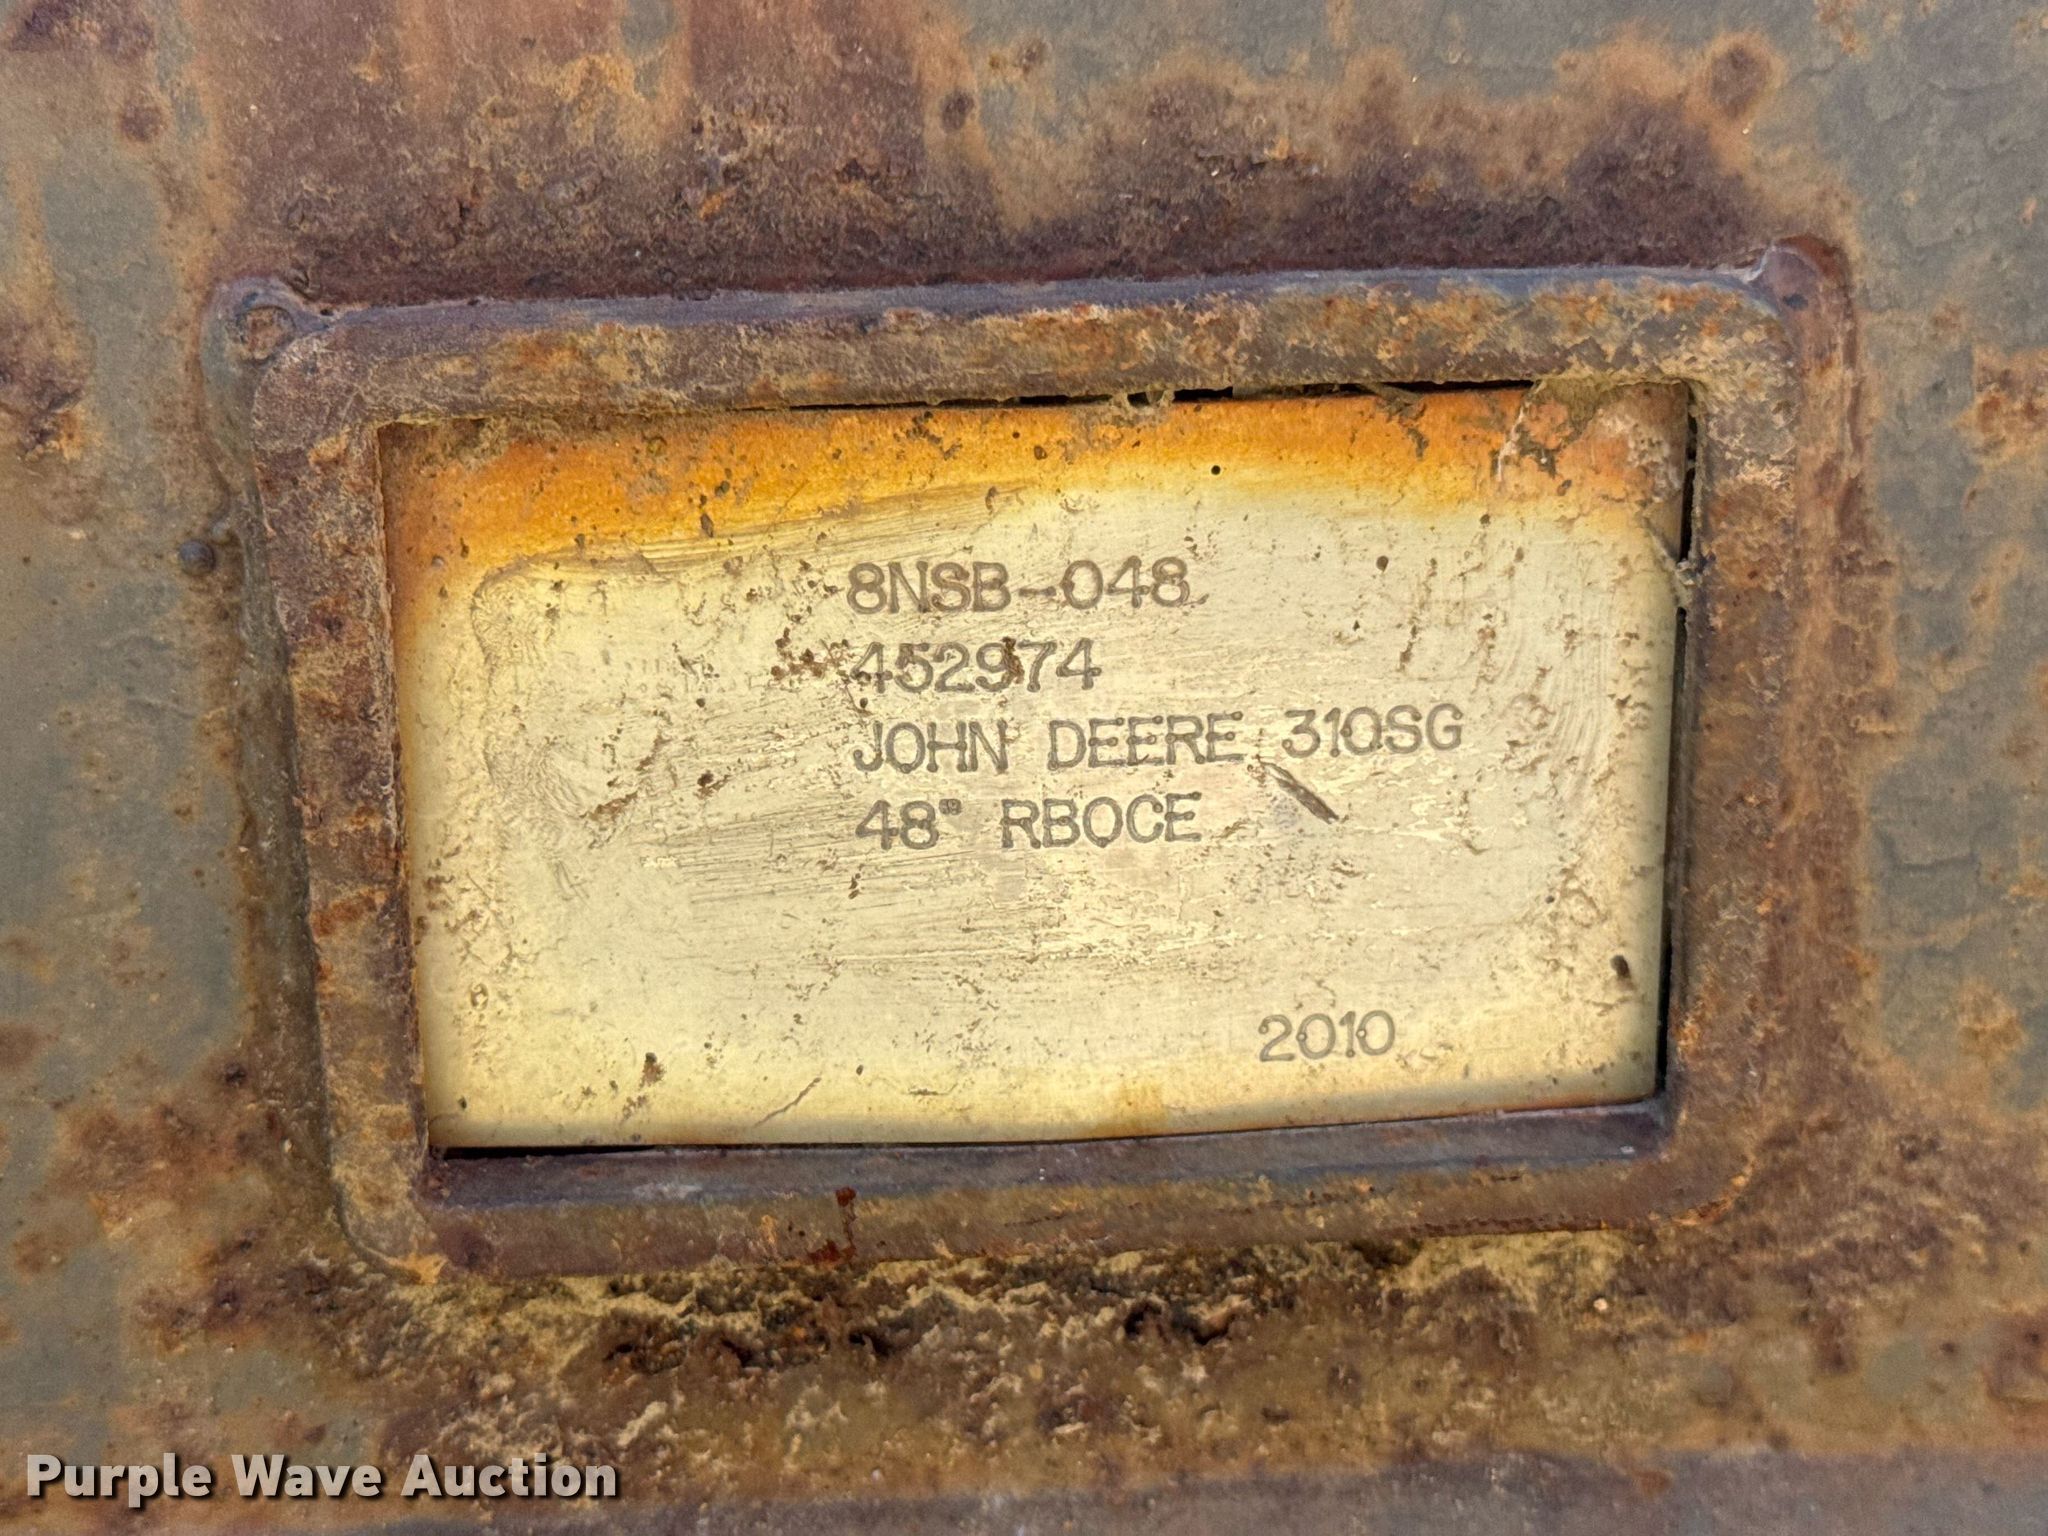 8NSB-048
452974
JOHN DEERE 310SG
48" RBOCE
2010
Purple Wave Auction